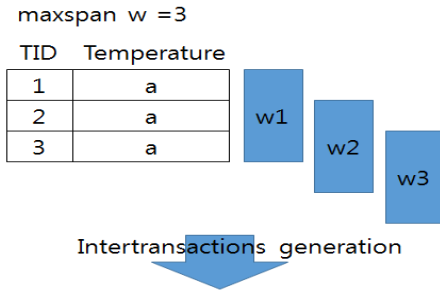 maxspan w =3
TID Temperature
1 a
2 a
3 a
w1
w2
w3
Intertransactions generation